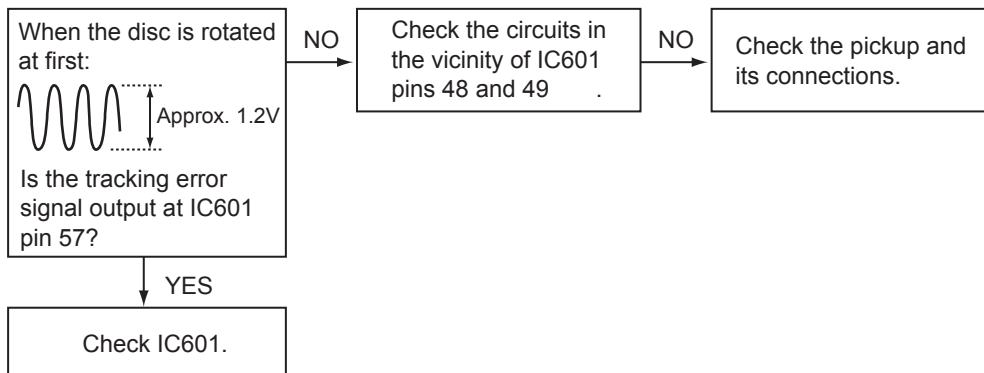 When the disc is rotated
at first:
Approx. 1.2V
Is the tracking error
signal output at IC601
pin 57?
NO
Check the circuits in
the vicinity of IC601
pins 48 and 49 .
NO
Check the pickup and
its connections.
YES
Check IC601.